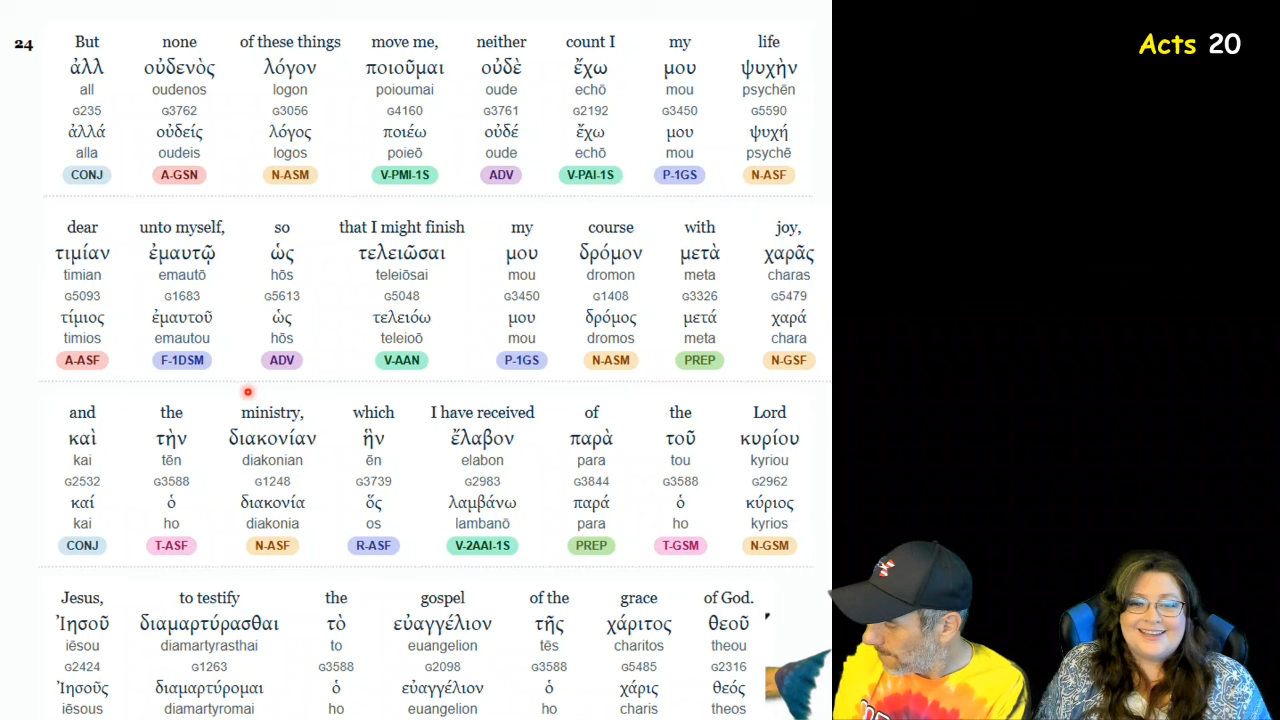 Acts 20
24 But none of these things move me, neither count I my life
ἀλλ οὐδενὸς λόγον ποιοῦμαι οὐδὲ ἔχω μου ψυχὴν
all oudenos logon poioumai oude echō mou psychēn
G235 G3762 G3056 G4160 G3761 G2192 G3450 G5590
ἀλλά οὐδείς λόγος ποιέω οὐδέ ἔχω μου ψυχή
alla oudeis logos poieō oude echō mou psychē
CONJ A-GSN N-ASM V-PMI-1S ADV V-PAI-1S P-1GS N-ASF
dear unto myself, so that I might finish my course with joy,
τιμίαν ἐμαυτῷ ὡς τελειῶσαι μου δρόμον μετὰ χαρᾶς
timian emautō hōs teleiōsai mou dromon meta charas
G5093 G1683 G5613 G5048 G3450 G1408 G3326 G5479
τίμιος ἐμαυτοῦ ὡς τελειόω μου δρόμος μετά χαρά
timios emautou hōs teleioō mou dromos meta chara
A-ASF F-1DSM ADV V-AAN P-1GS N-ASM PREP N-GSF
and the ministry, which I have received of the Lord
καὶ τὴν διακονίαν ἣν ἔλαβον παρὰ τοῦ κυρίου
kai tēn diakonian ēn elabon para tou kyriou
G2532 G3588 G1248 G3739 G2983 G3844 G3588 G2962
καί ὁ διακονία ὅς λαμβάνω παρά ὁ κύριος
kai ho diakonia os lambanō para ho kyrios
CONJ T-ASF N-ASF R-ASF V-2AAI-1S PREP T-GSM N-GSM
Jesus, to testify the gospel of the grace of God.
Ἰησοῦ διαμαρτύρασθαι τὸ εὐαγγέλιον τῆς χάριτος θεοῦ
iēsou diamartyrasthai to euangelion tēs charitos theou
G2424 G1263 G3588 G2098 G3588 G5485 G2316
Ἰησοῦς διαμαρτύρομαι ὁ εὐαγγέλιον ὁ χάρις θεός
iēsous diamartyromai ho euangelion ho charis theos